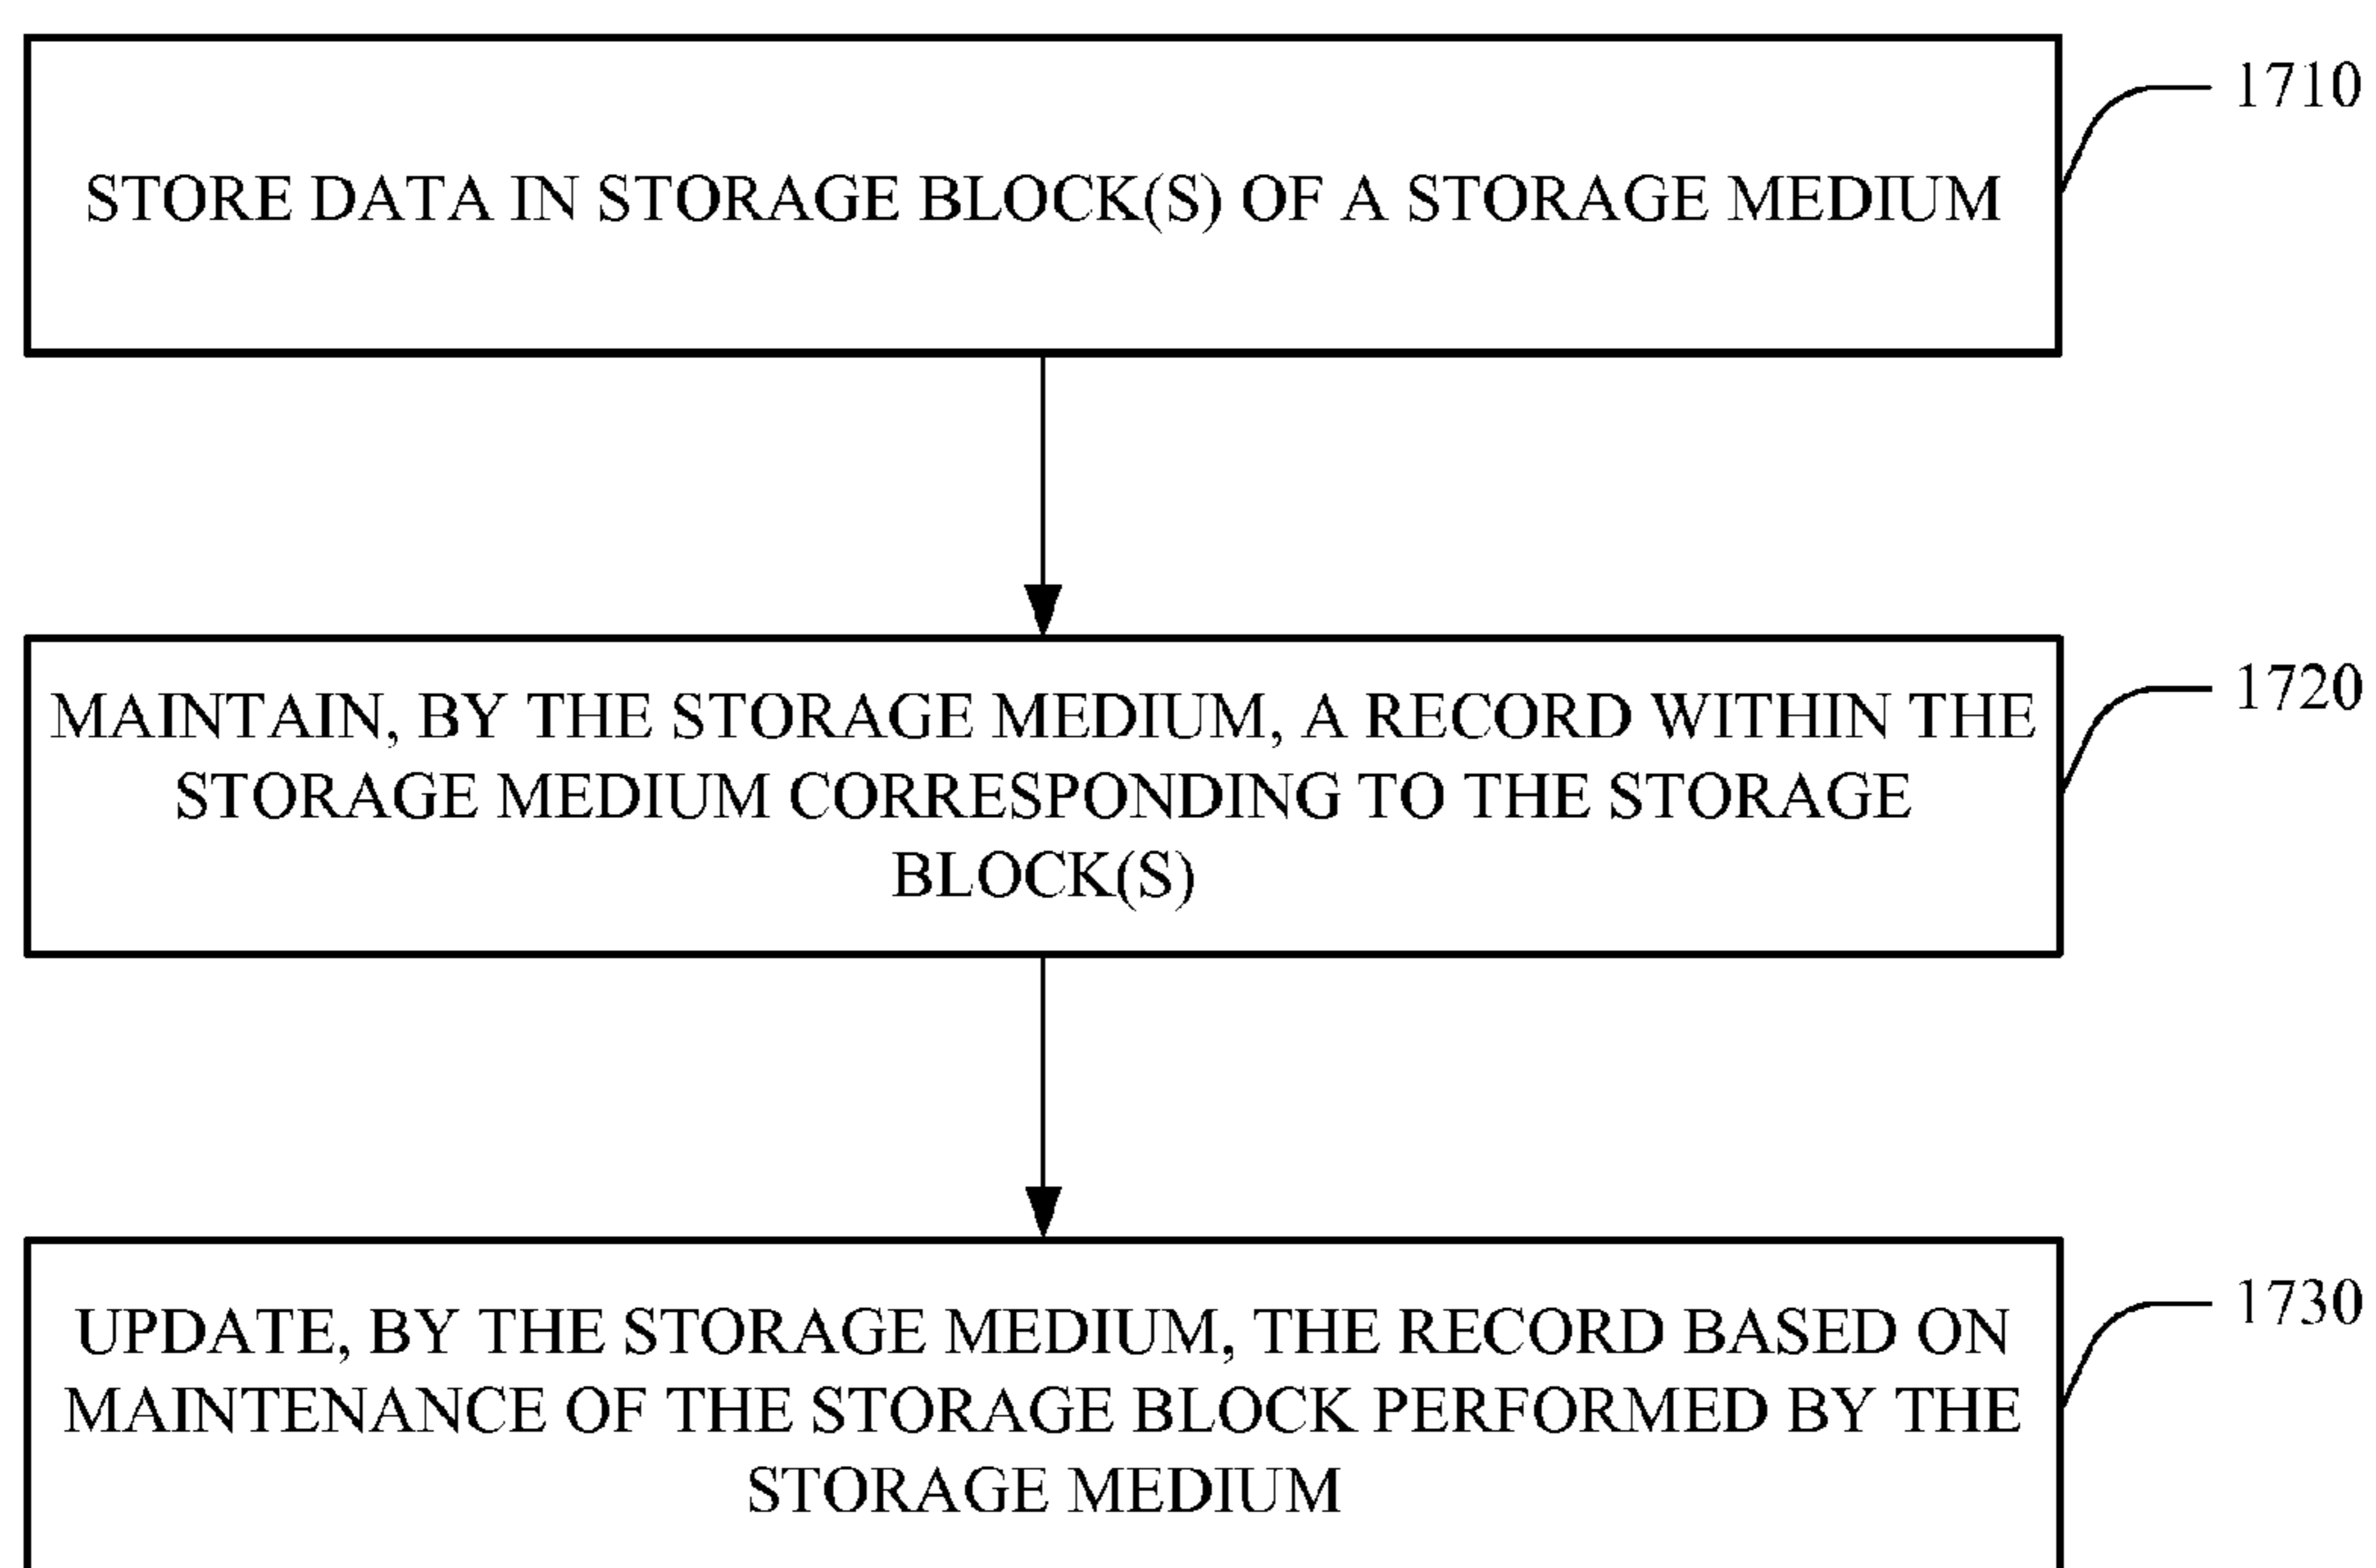 STORE DATA IN STORAGE BLOCK(S) OF A STORAGE MEDIUM
1710
MAINTAIN, BY THE STORAGE MEDIUM, A RECORD WITHIN THE
STORAGE MEDIUM CORRESPONDING TO THE STORAGE
BLOCK(S)
1720
UPDATE, BY THE STORAGE MEDIUM, THE RECORD BASED ON
MAINTENANCE OF THE STORAGE BLOCK PERFORMED BY THE
STORAGE MEDIUM
1730